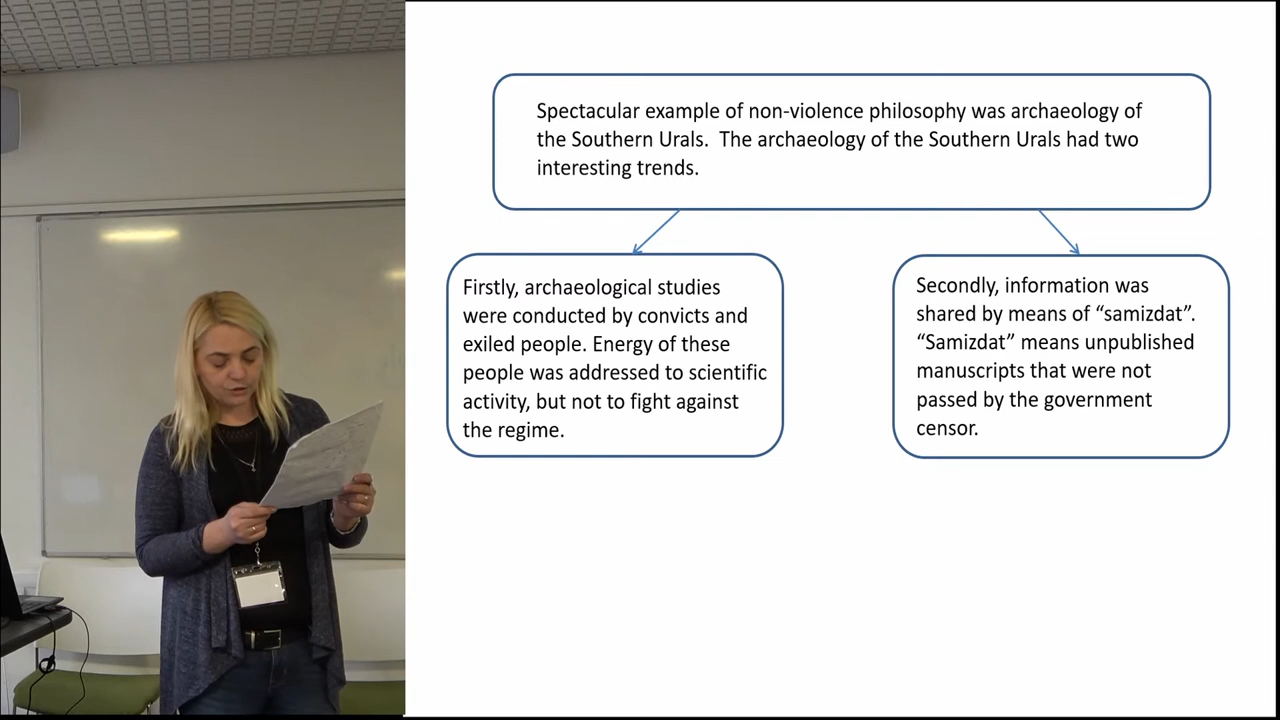 Spectacular example of non-violence philosophy was archaeology of
the Southern Urals.  The archaeology of the Southern Urals had two
interesting trends.
Firstly, archaeological studies
were conducted by convicts and
exiled people. Energy of these
people was addressed to scientific
activity, but not to fight against
the regime.
Secondly, information was
shared by means of “samizdat”.
“Samizdat” means unpublished
manuscripts that were not
passed by the government
censor.